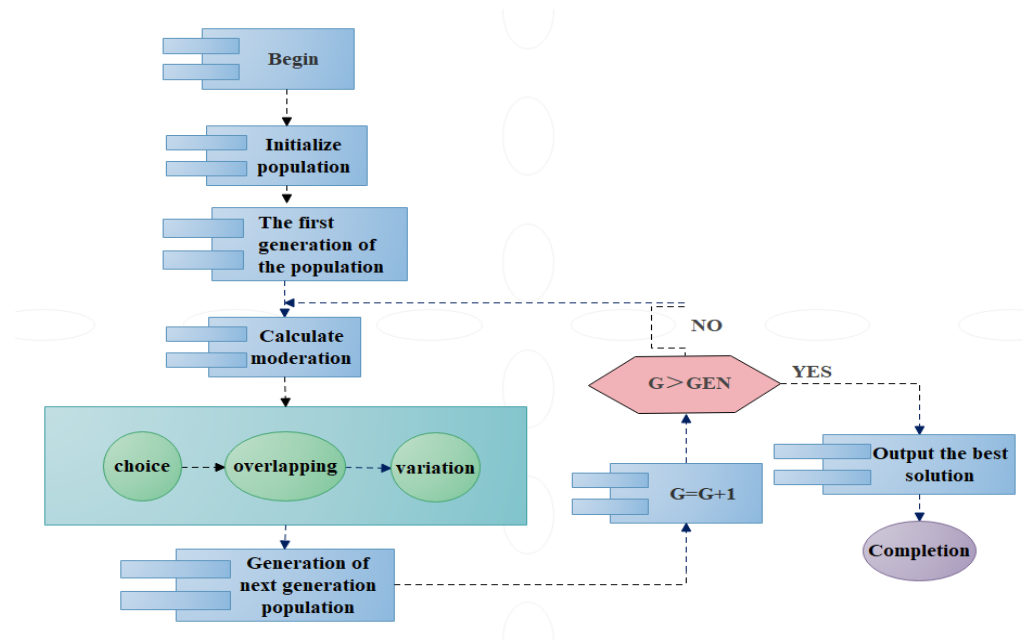 Begin
Initialize
population
The first
generation of
the population
Calculate
moderation
choice
overlapping
variation
Generation of
next generation
population
G=G+1
G＞GEN
NO
YES
Output the best
solution
Completion